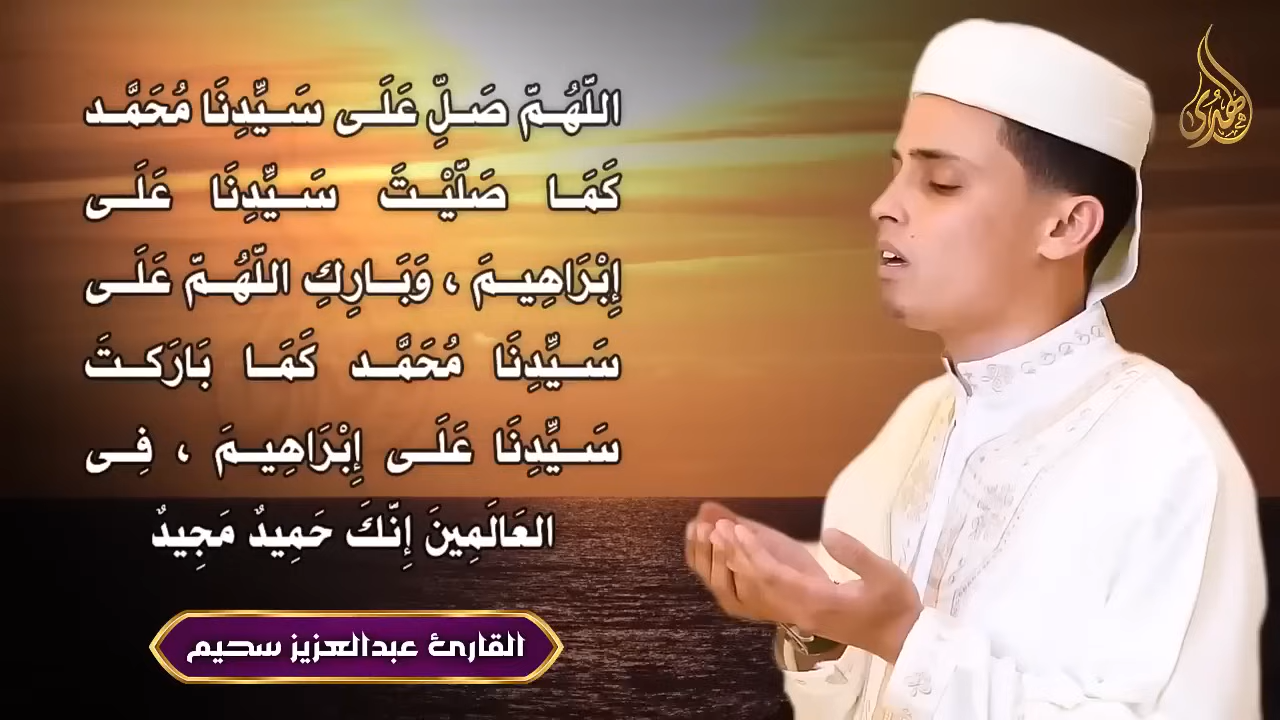 اللّهُمّ صَلِّ عَلَى سَيِّدِنَا مُحَمَّد
كَمَا صَلّيْتَ سَيِّدِنَا عَلَى
إِبْرَاهِيمَ ، وَبَارِكِ اللّهُمّ عَلَى
سَيِّدِنَا مُحَمَّد كَمَا بَارَكتَ
سَيِّدِنَا عَلَى إِبْرَاهِيمَ ، فِى
العَالَمِينَ إِنّكَ حَمِيدٌ مَجِيدٌ
القارئ عبدالعزيز سحيم